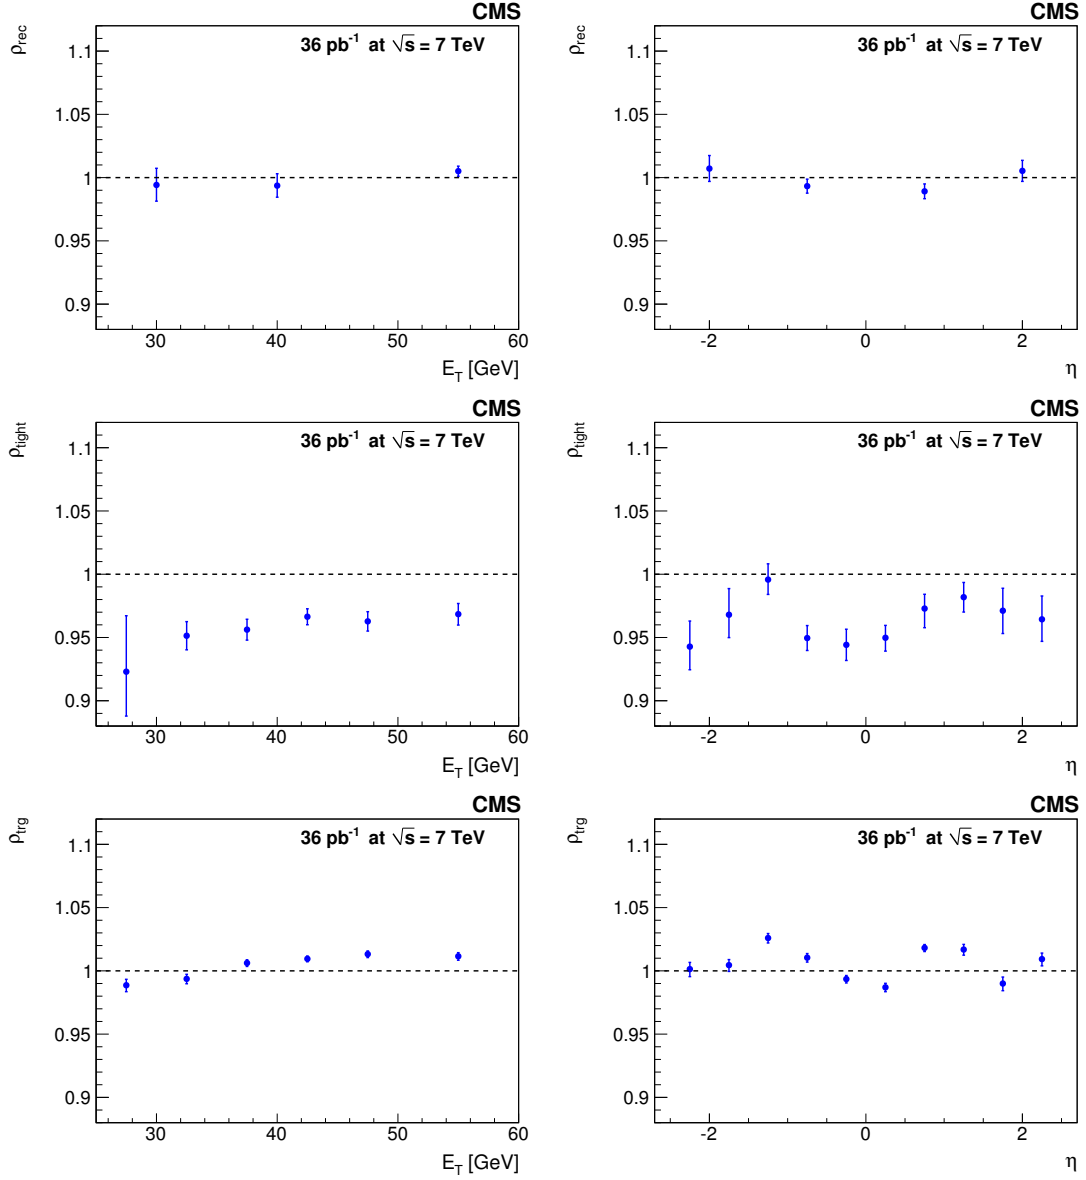 CMS
ρrec
36 pb-1 at √s = 7 TeV
1.1
1.05
1
0.95
0.9
30 40 50 60
ET [GeV]
CMS
ρrec
36 pb-1 at √s = 7 TeV
1.1
1.05
1
0.95
0.9
-2 0 2
η
CMS
ρtight
36 pb-1 at √s = 7 TeV
1.1
1.05
1
0.95
0.9
30 40 50 60
ET [GeV]
CMS
ρtight
36 pb-1 at √s = 7 TeV
1.1
1.05
1
0.95
0.9
-2 0 2
η
CMS
ρtrg
36 pb-1 at √s = 7 TeV
1.1
1.05
1
0.95
0.9
30 40 50 60
ET [GeV]
CMS
ρtrg
36 pb-1 at √s = 7 TeV
1.1
1.05
1
0.95
0.9
-2 0 2
η